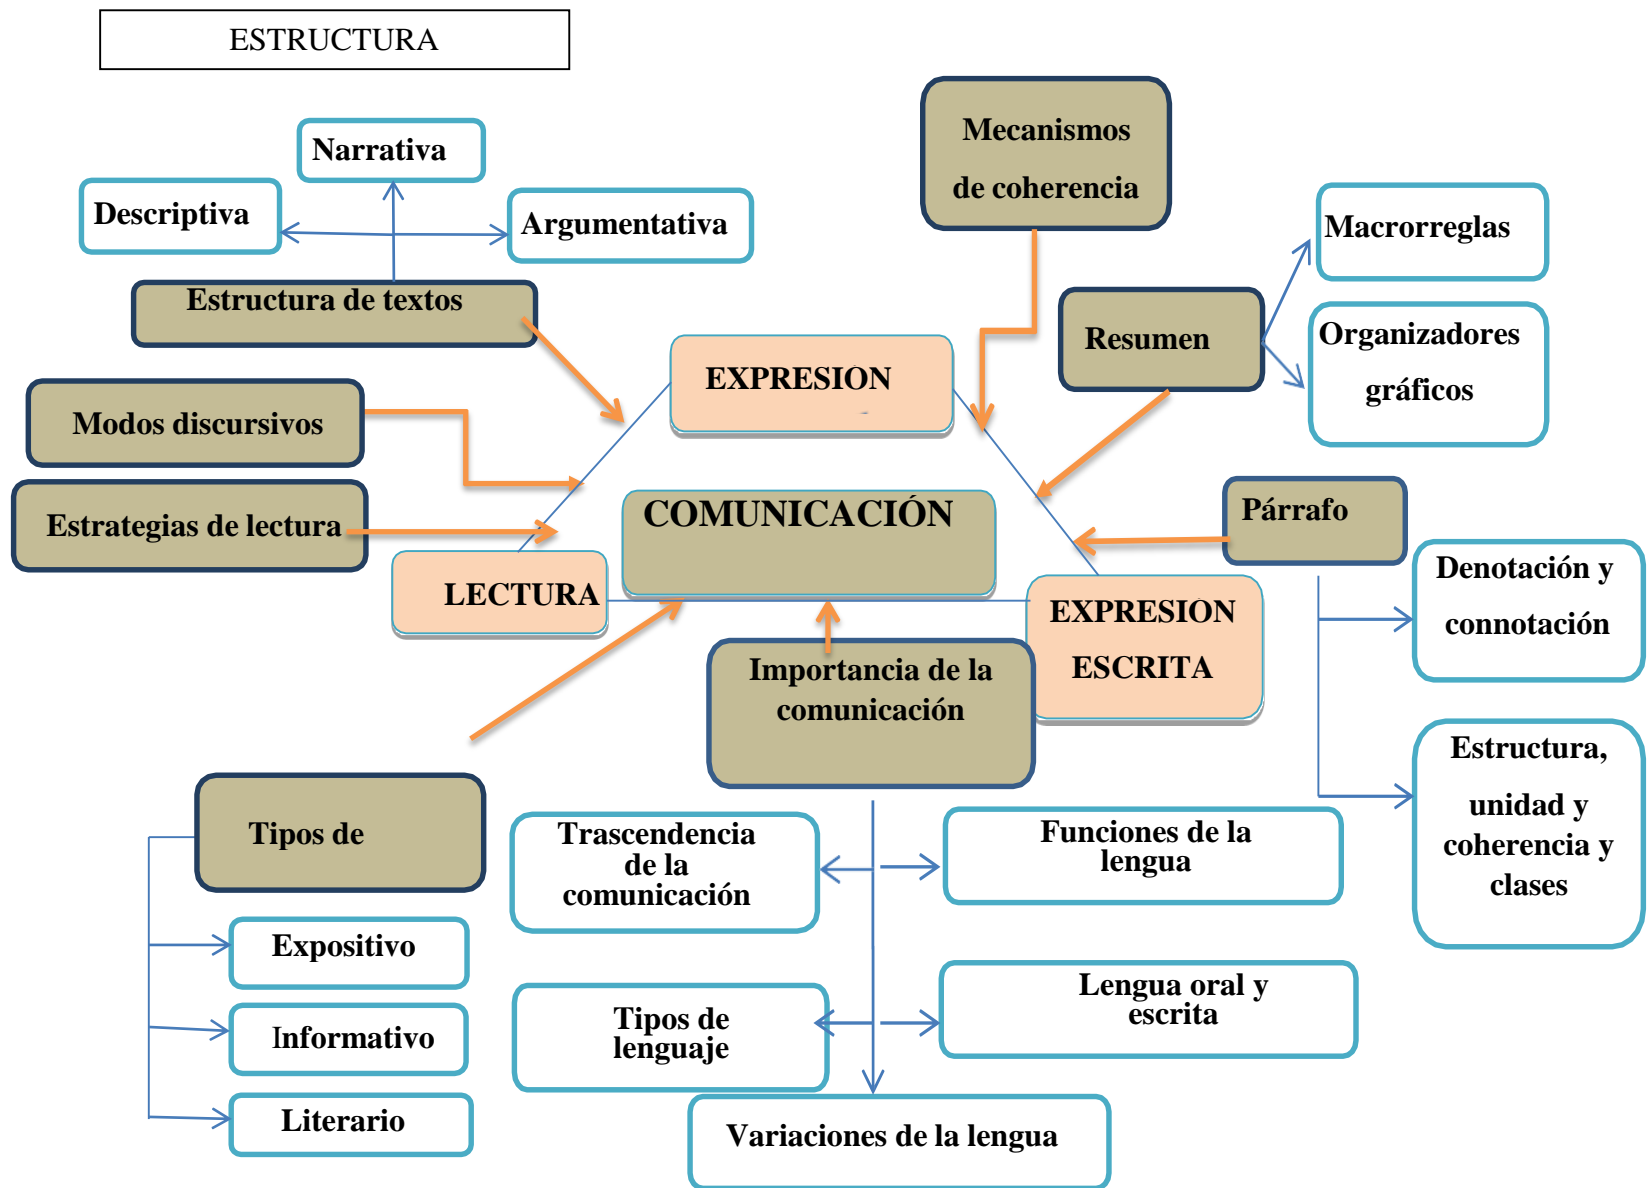 ESTRUCTURA
Mecanismos
de coherencia
Narrativa
Descriptiva
Argumentativa
Estructura de textos
Macrorreglas
Resumen
Organizadores
gráficos
EXPRESION
Modos discursivos
Estrategias de lectura
COMUNICACIÓN
Párrafo
LECTURA
EXPRESION
ESCRITA
Denotación y
connotación
Importancia de la
comunicación
Estructura,
unidad y
coherencia y
clases
Tipos de
Trascendencia
de la
comunicación
Funciones de la
lengua
Expositivo
Informativo
Literario
Tipos de
lenguaje
Lengua oral y
escrita
Variaciones de la lengua